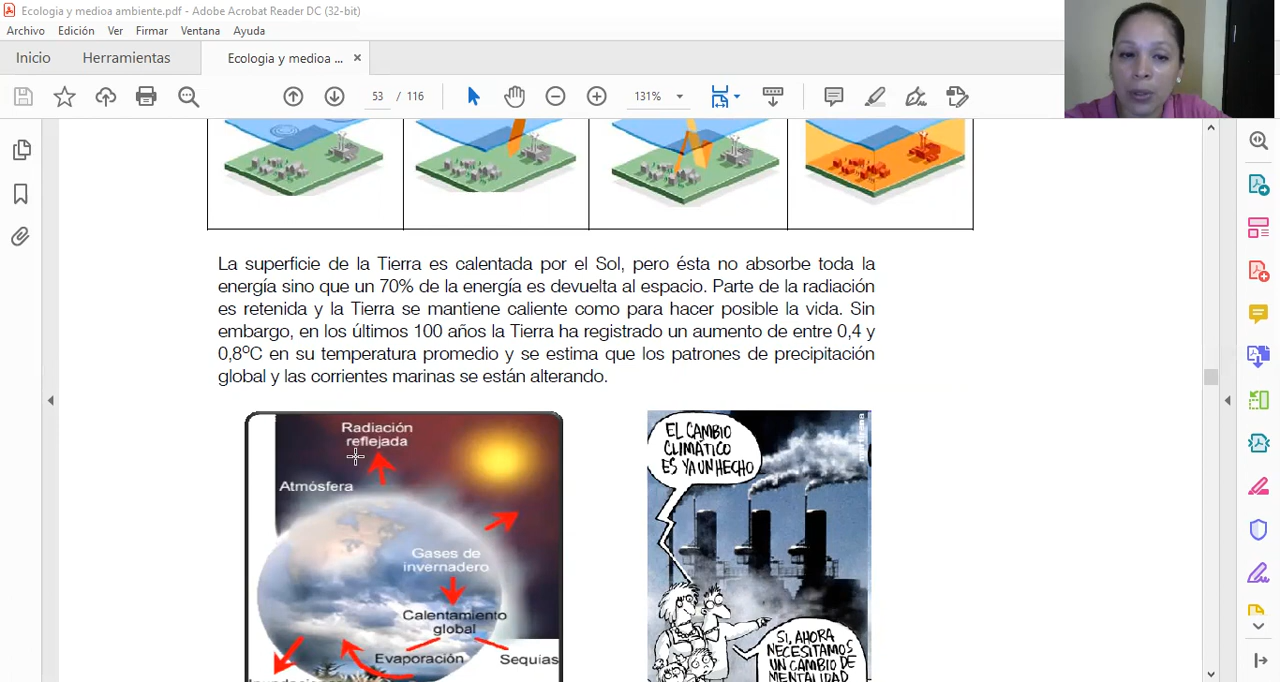 Ecologia y medioa ambiente.pdf - Adobe Acrobat Reader DC (32-bit)
Archivo Edición Ver Firmar Ventana Ayuda
Inicio Herramientas Ecologia y medioa ... ×
53 / 116 131%
La superficie de la Tierra es calentada por el Sol, pero ésta no absorbe toda la
energía sino que un 70% de la energía es devuelta al espacio. Parte de la radiación
es retenida y la Tierra se mantiene caliente como para hacer posible la vida. Sin
embargo, en los últimos 100 años la Tierra ha registrado un aumento de entre 0,4 y
0,8ºC en su temperatura promedio y se estima que los patrones de precipitación
global y las corrientes marinas se están alterando.
Radiación
reflejada
Atmósfera
Gases de
invernadero
Calentamiento
global
Evaporación
Sequias
EL CAMBIO
CLIMÁTICO
ES YA UN HECHO
SI, AHORA
NECESITAMOS
UN CAMBIO DE
MENTALIDAD